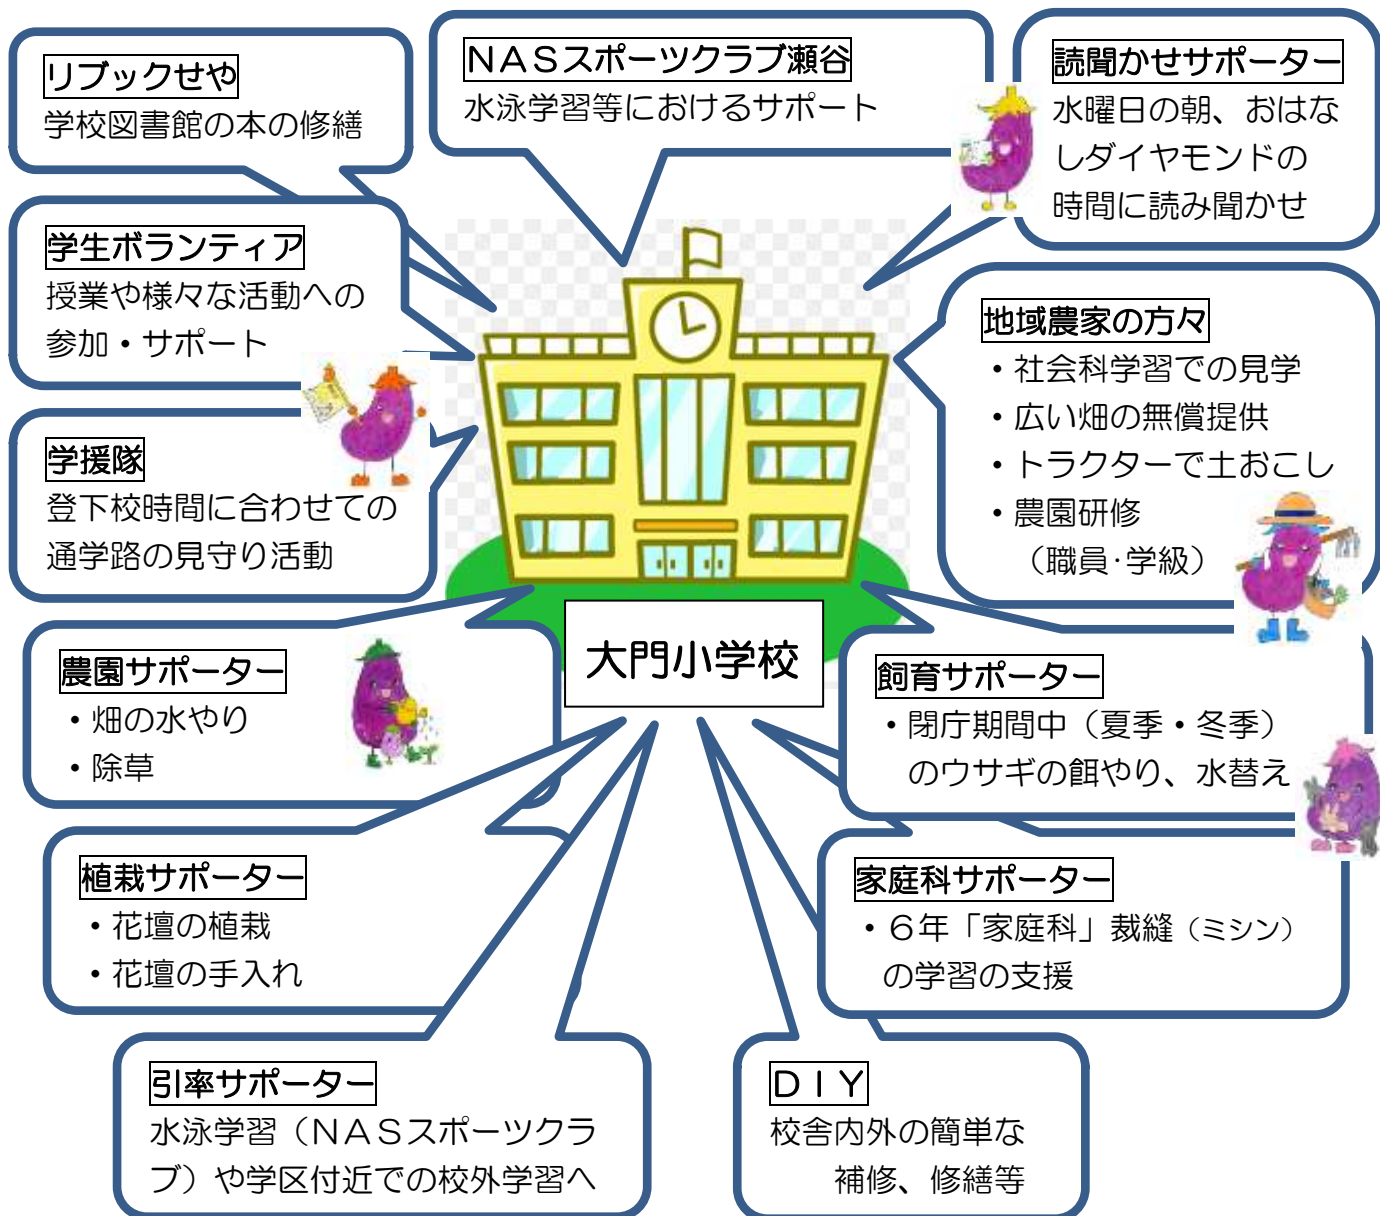 リブックせや
学校図書館の本の修繕
NASスポーツクラブ瀬谷
水泳学習等におけるサポート
読聞かせサポーター
水曜日の朝、おはな
しダイヤモンドの
時間に読み聞かせ
学生ボランティア
授業や様々な活動への
参加・サポート
地域農家の方々
・社会科学習での見学
・広い畑の無償提供
・トラクターで土おこし
・農園研修
（職員･学級）
学援隊
登下校時間に合わせての
通学路の見守り活動
大門小学校
農園サポーター
・畑の水やり
・除草
飼育サポーター
・閉庁期間中（夏季・冬季）
のウサギの餌やり、水替え
植栽サポーター
・花壇の植栽
・花壇の手入れ
家庭科サポーター
・６年「家庭科」裁縫（ミシン）
の学習の支援
引率サポーター
水泳学習（NASスポーツクラ
ブ）や学区付近での校外学習へ
DIY
校舎内外の簡単な
補修、修繕等